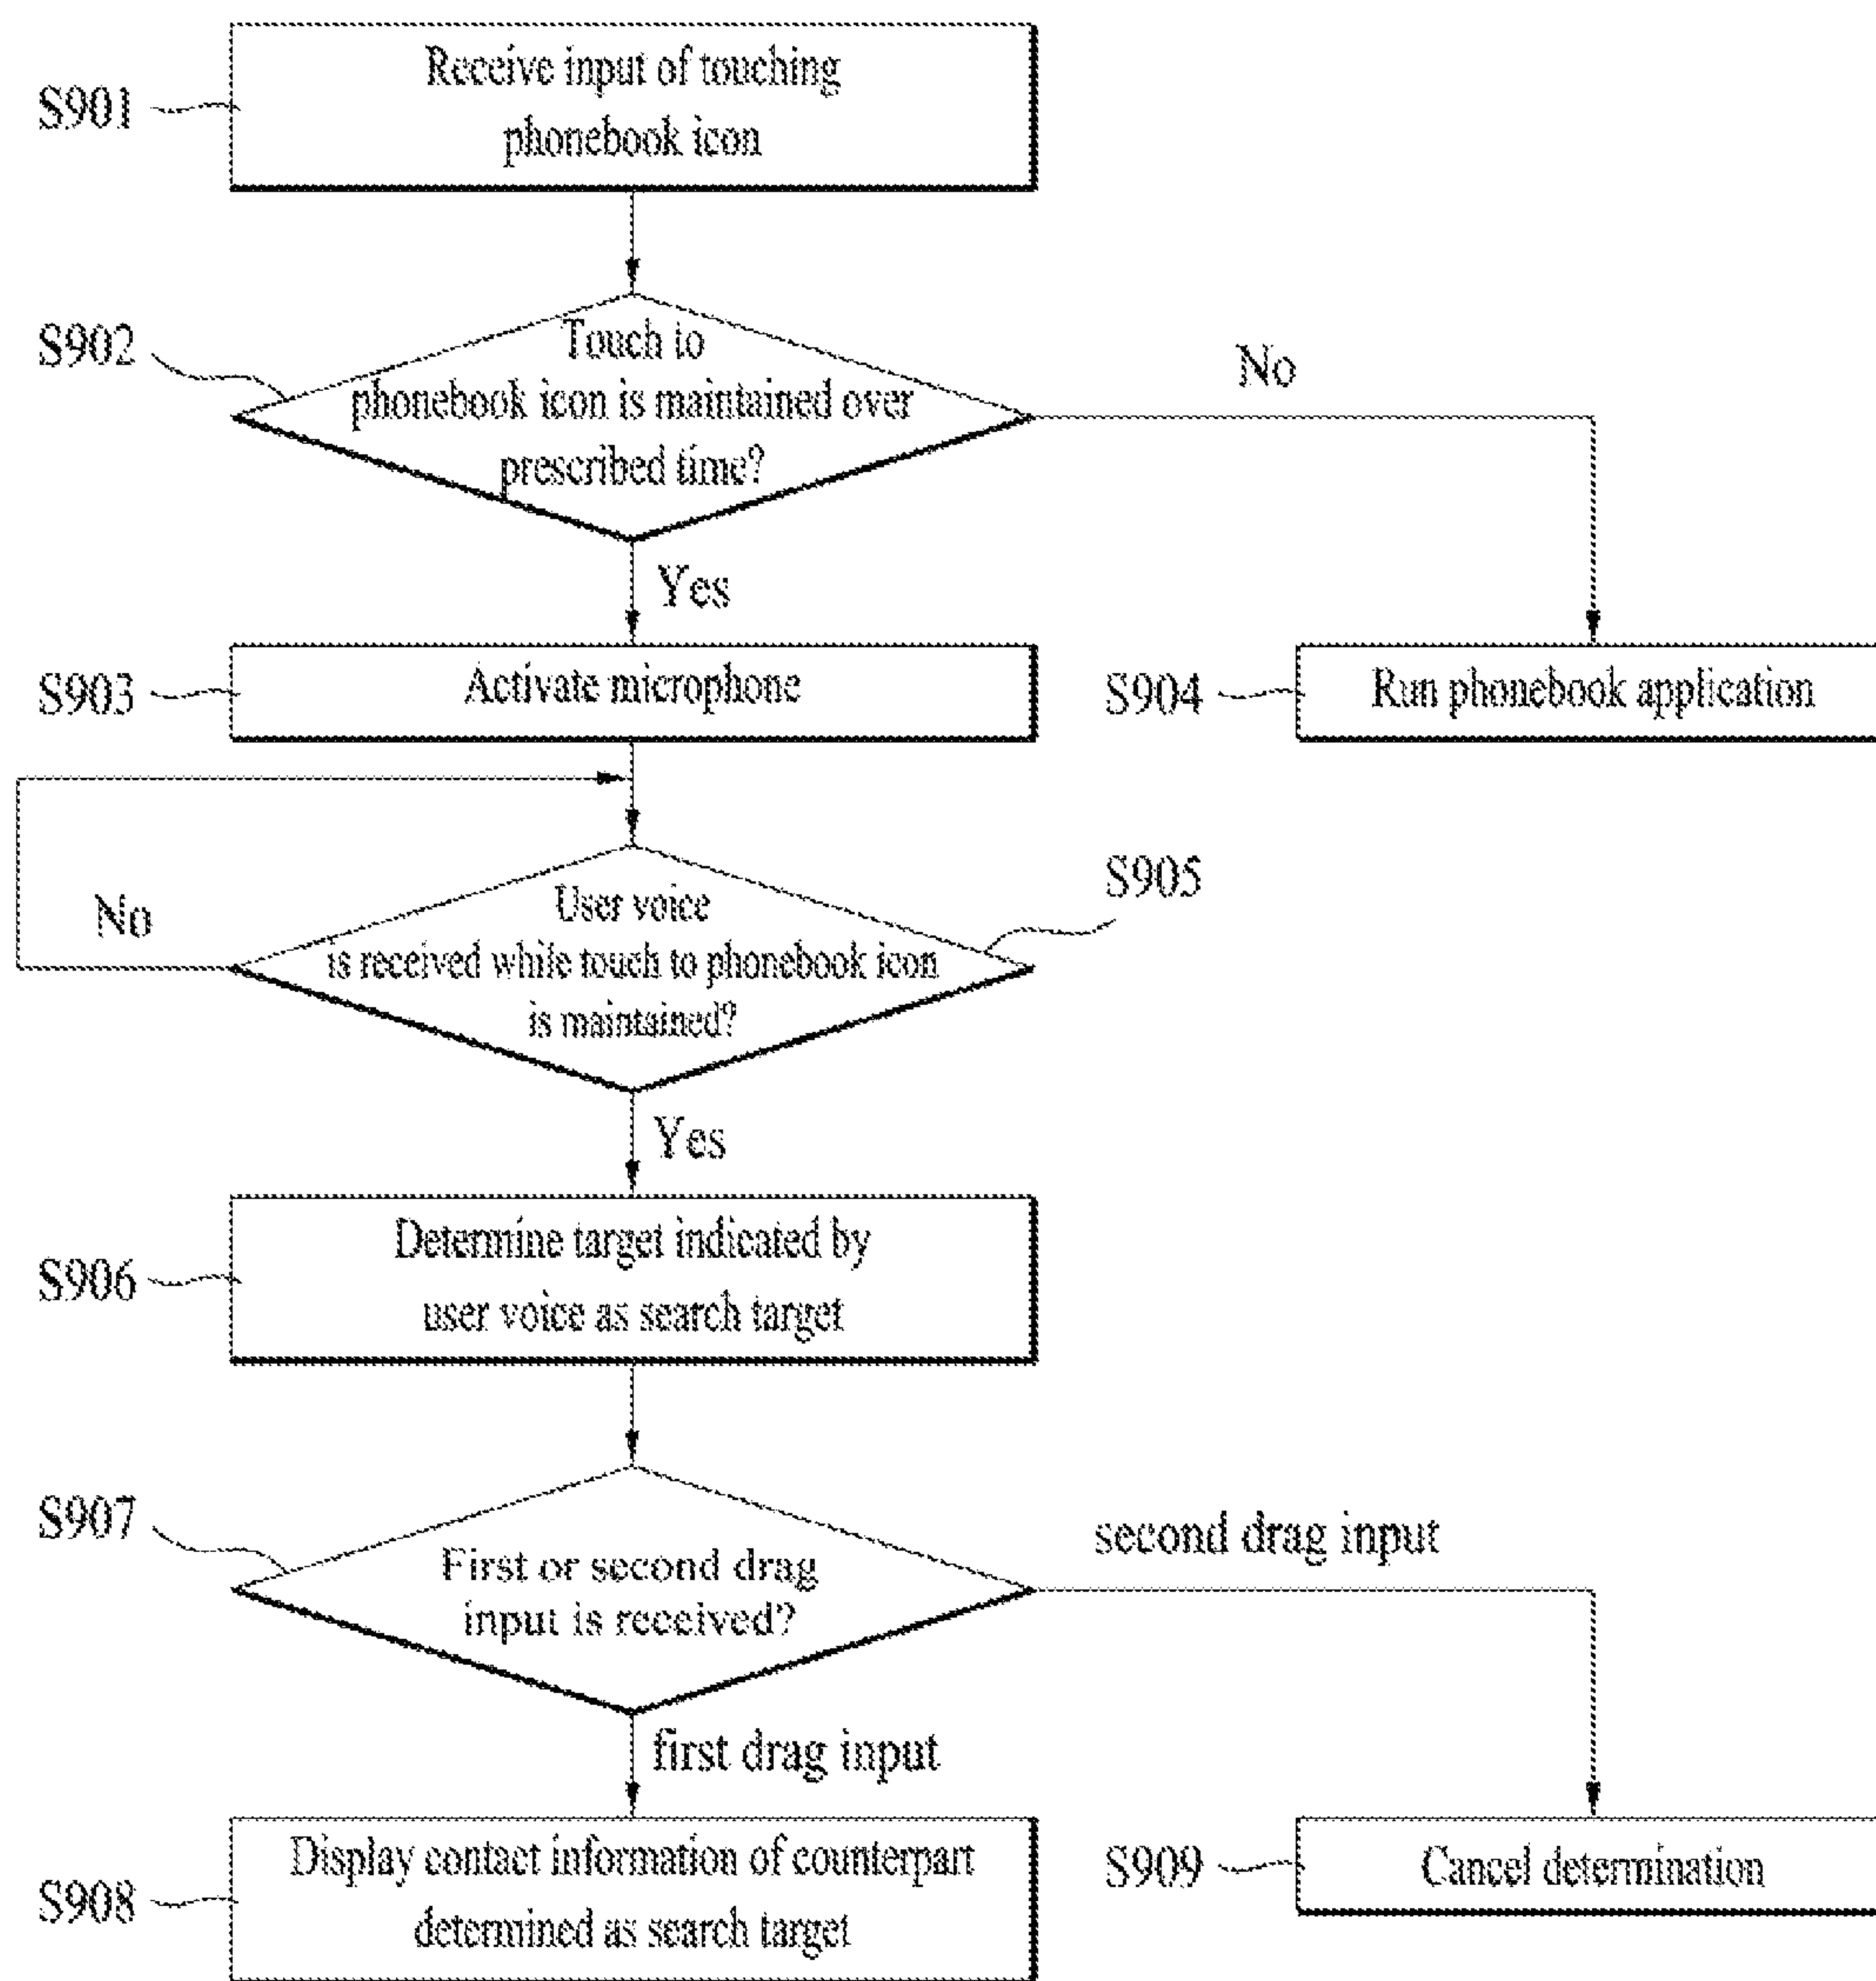 S901
Receive input of touching
phonebook icon
S902
Touch to
phonebook icon is maintained over
prescribed time?
No
Yes
S903
Activate microphone
S904
Run phonebook application
No
User voice
is received while touch to phonebook icon
is maintained?
S905
Yes
S906
Determine target indicated by
user voice as search target
S907
First or second drag
input is received?
second drag input
first drag input
S908
Display contact information of counterpart
determined as search target
S909
Cancel determination